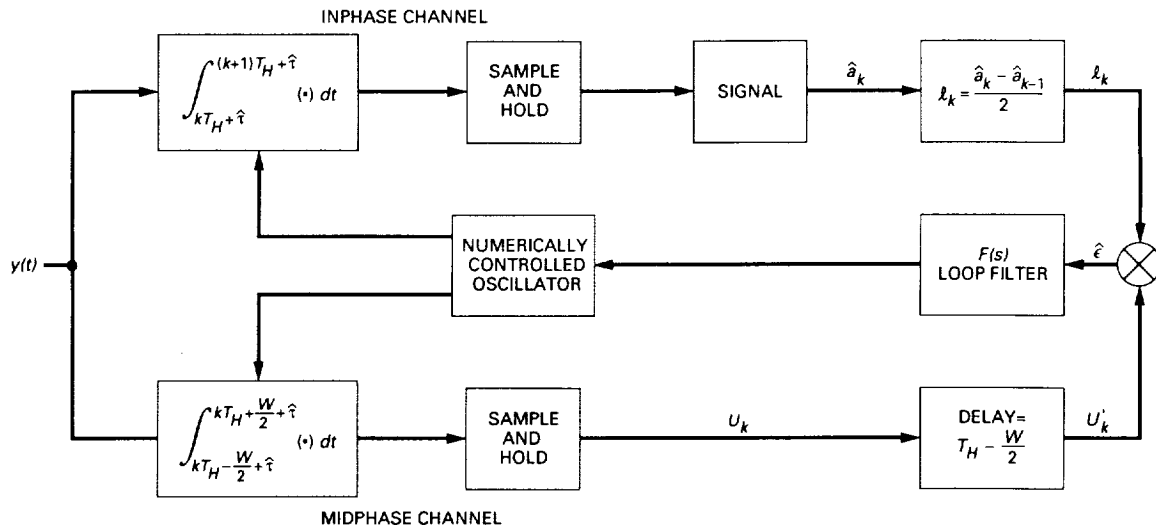 INPHASE CHANNEL
∫_{kT_H + τ̂}^{(k+1)T_H + τ̂} (•) dt
SAMPLE
AND
HOLD
SIGNAL
â_k
ℓ_k = (â_k − â_{k−1}) / 2
ℓ_k
y(t)
NUMERICALLY
CONTROLLED
OSCILLATOR
F(s)
LOOP FILTER
ε̂
∫_{kT_H − W/2 + τ̂}^{kT_H + W/2 + τ̂} (•) dt
SAMPLE
AND
HOLD
U_k
DELAY=
T_H − W/2
U'_k
MIDPHASE CHANNEL